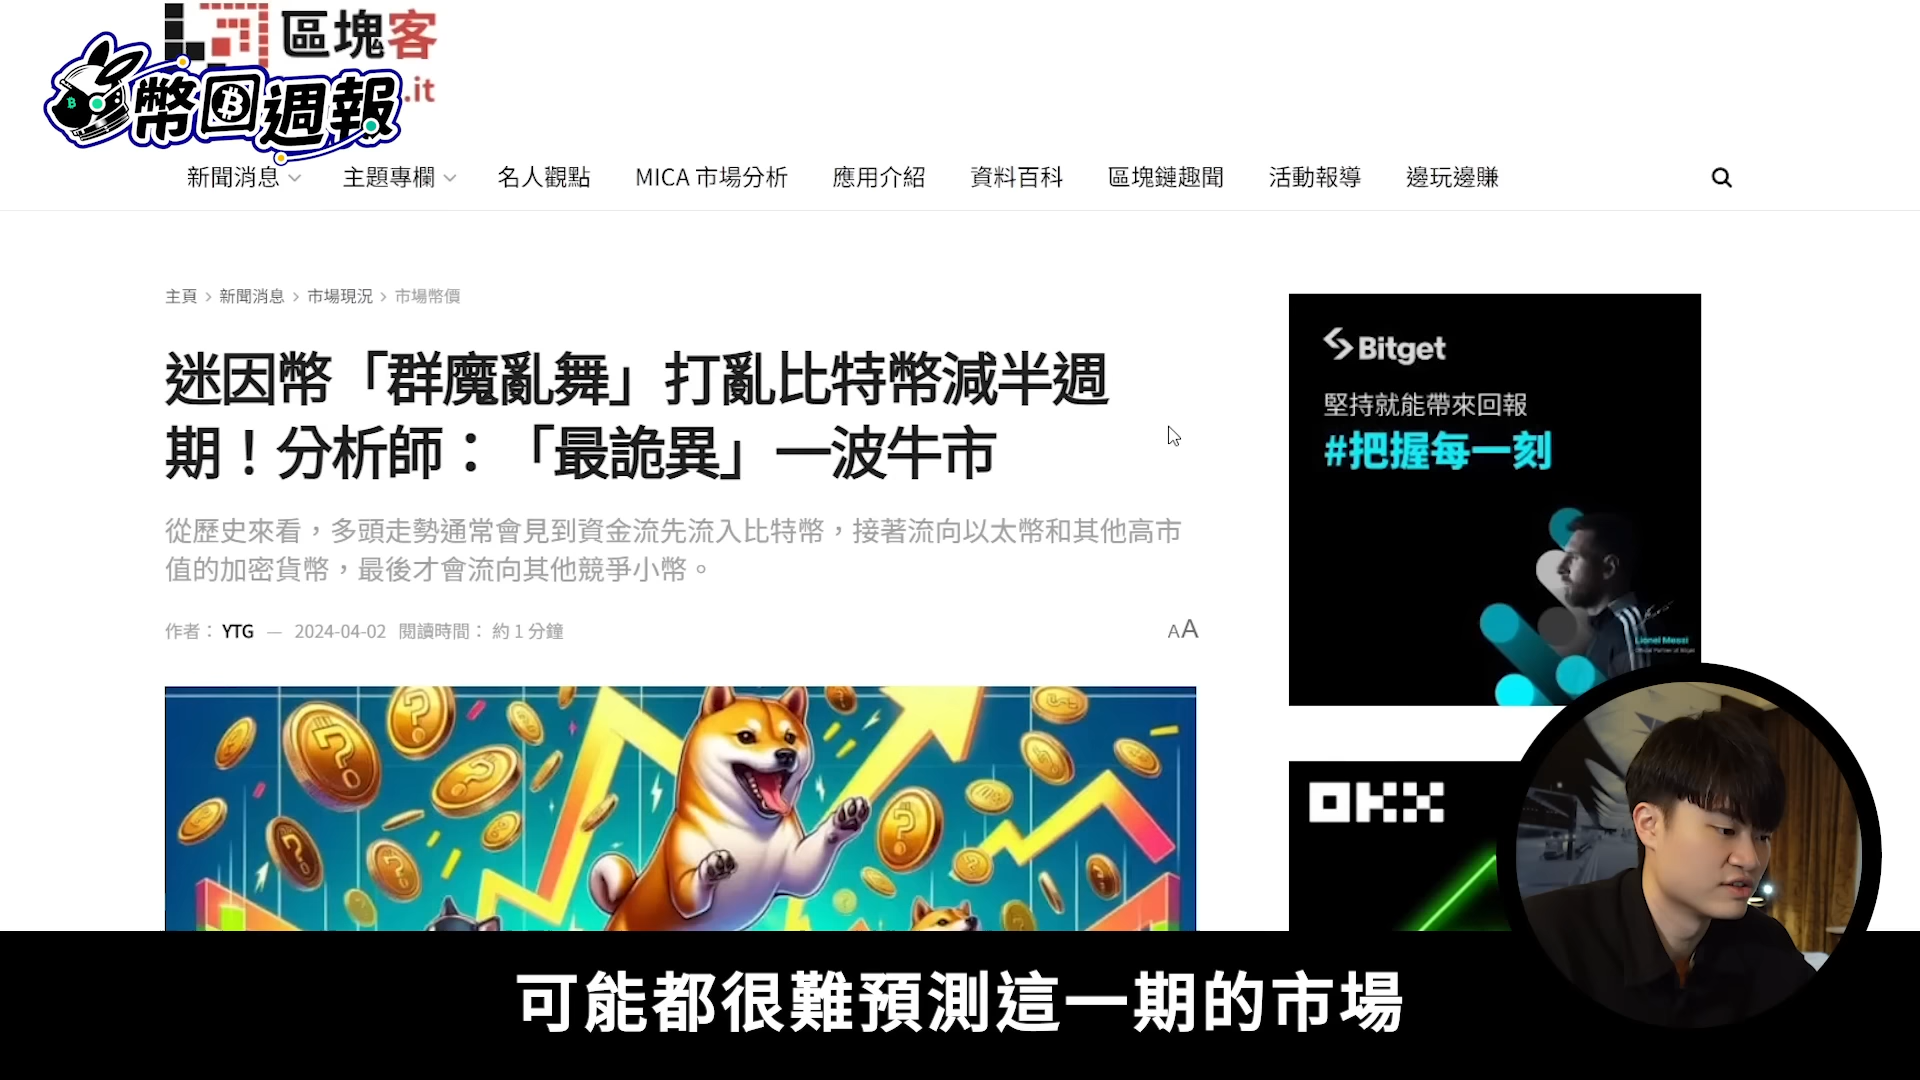 區塊客
.it
幣回週報
新聞消息
主題專欄
名人觀點
MICA 市場分析
應用介紹
資料百科
區塊鏈趣聞
活動報導
邊玩邊賺
主頁 > 新聞消息 > 市場現況 > 市場幣價
迷因幣「群魔亂舞」打亂比特幣減半週
期！分析師：「最詭異」一波牛市
從歷史來看，多頭走勢通常會見到資金流先流入比特幣，接著流向以太幣和其他高市
值的加密貨幣，最後才會流向其他競爭小幣。
作者： YTG — 2024-04-02 閱讀時間： 約 1 分鐘
AA
Bitget
堅持就能帶來回報
#把握每一刻
Lionel Messi
Official Partner of Bitget
OKX
可能都很難預測這一期的市場